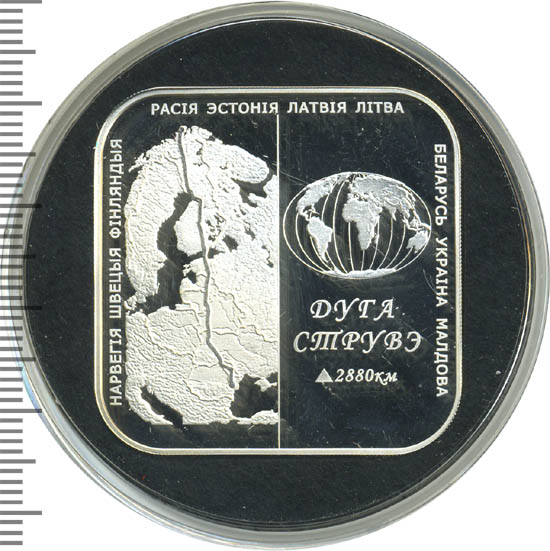 НАРВЕГІЯ ШВЕЦЫЯ ФІНЛЯНДЫЯ
РАСІЯ ЭСТОНІЯ ЛАТВІЯ ЛІТВА
БЕЛАРУСЬ УКРАІНА МАЛДОВА
ДУГА
СТРУВЭ
2880км